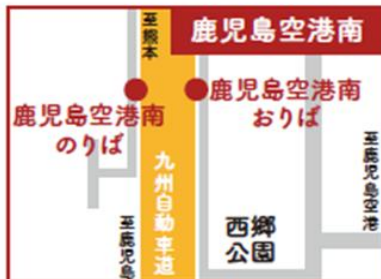 至熊本
鹿児島空港南
鹿児島空港南
のりば
鹿児島空港南
おりば
九州自動車道
至鹿児島
西郷
公園
至鹿児島空港